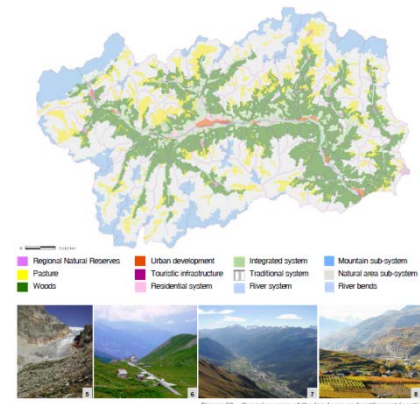 Regional Natural Reserves
Pasture
Woods
Urban development
Touristic infrastructure
Residential system
Integrated system
Traditional system
River system
Mountain sub-system
Natural area sub-system
River bends
5
6
7
8